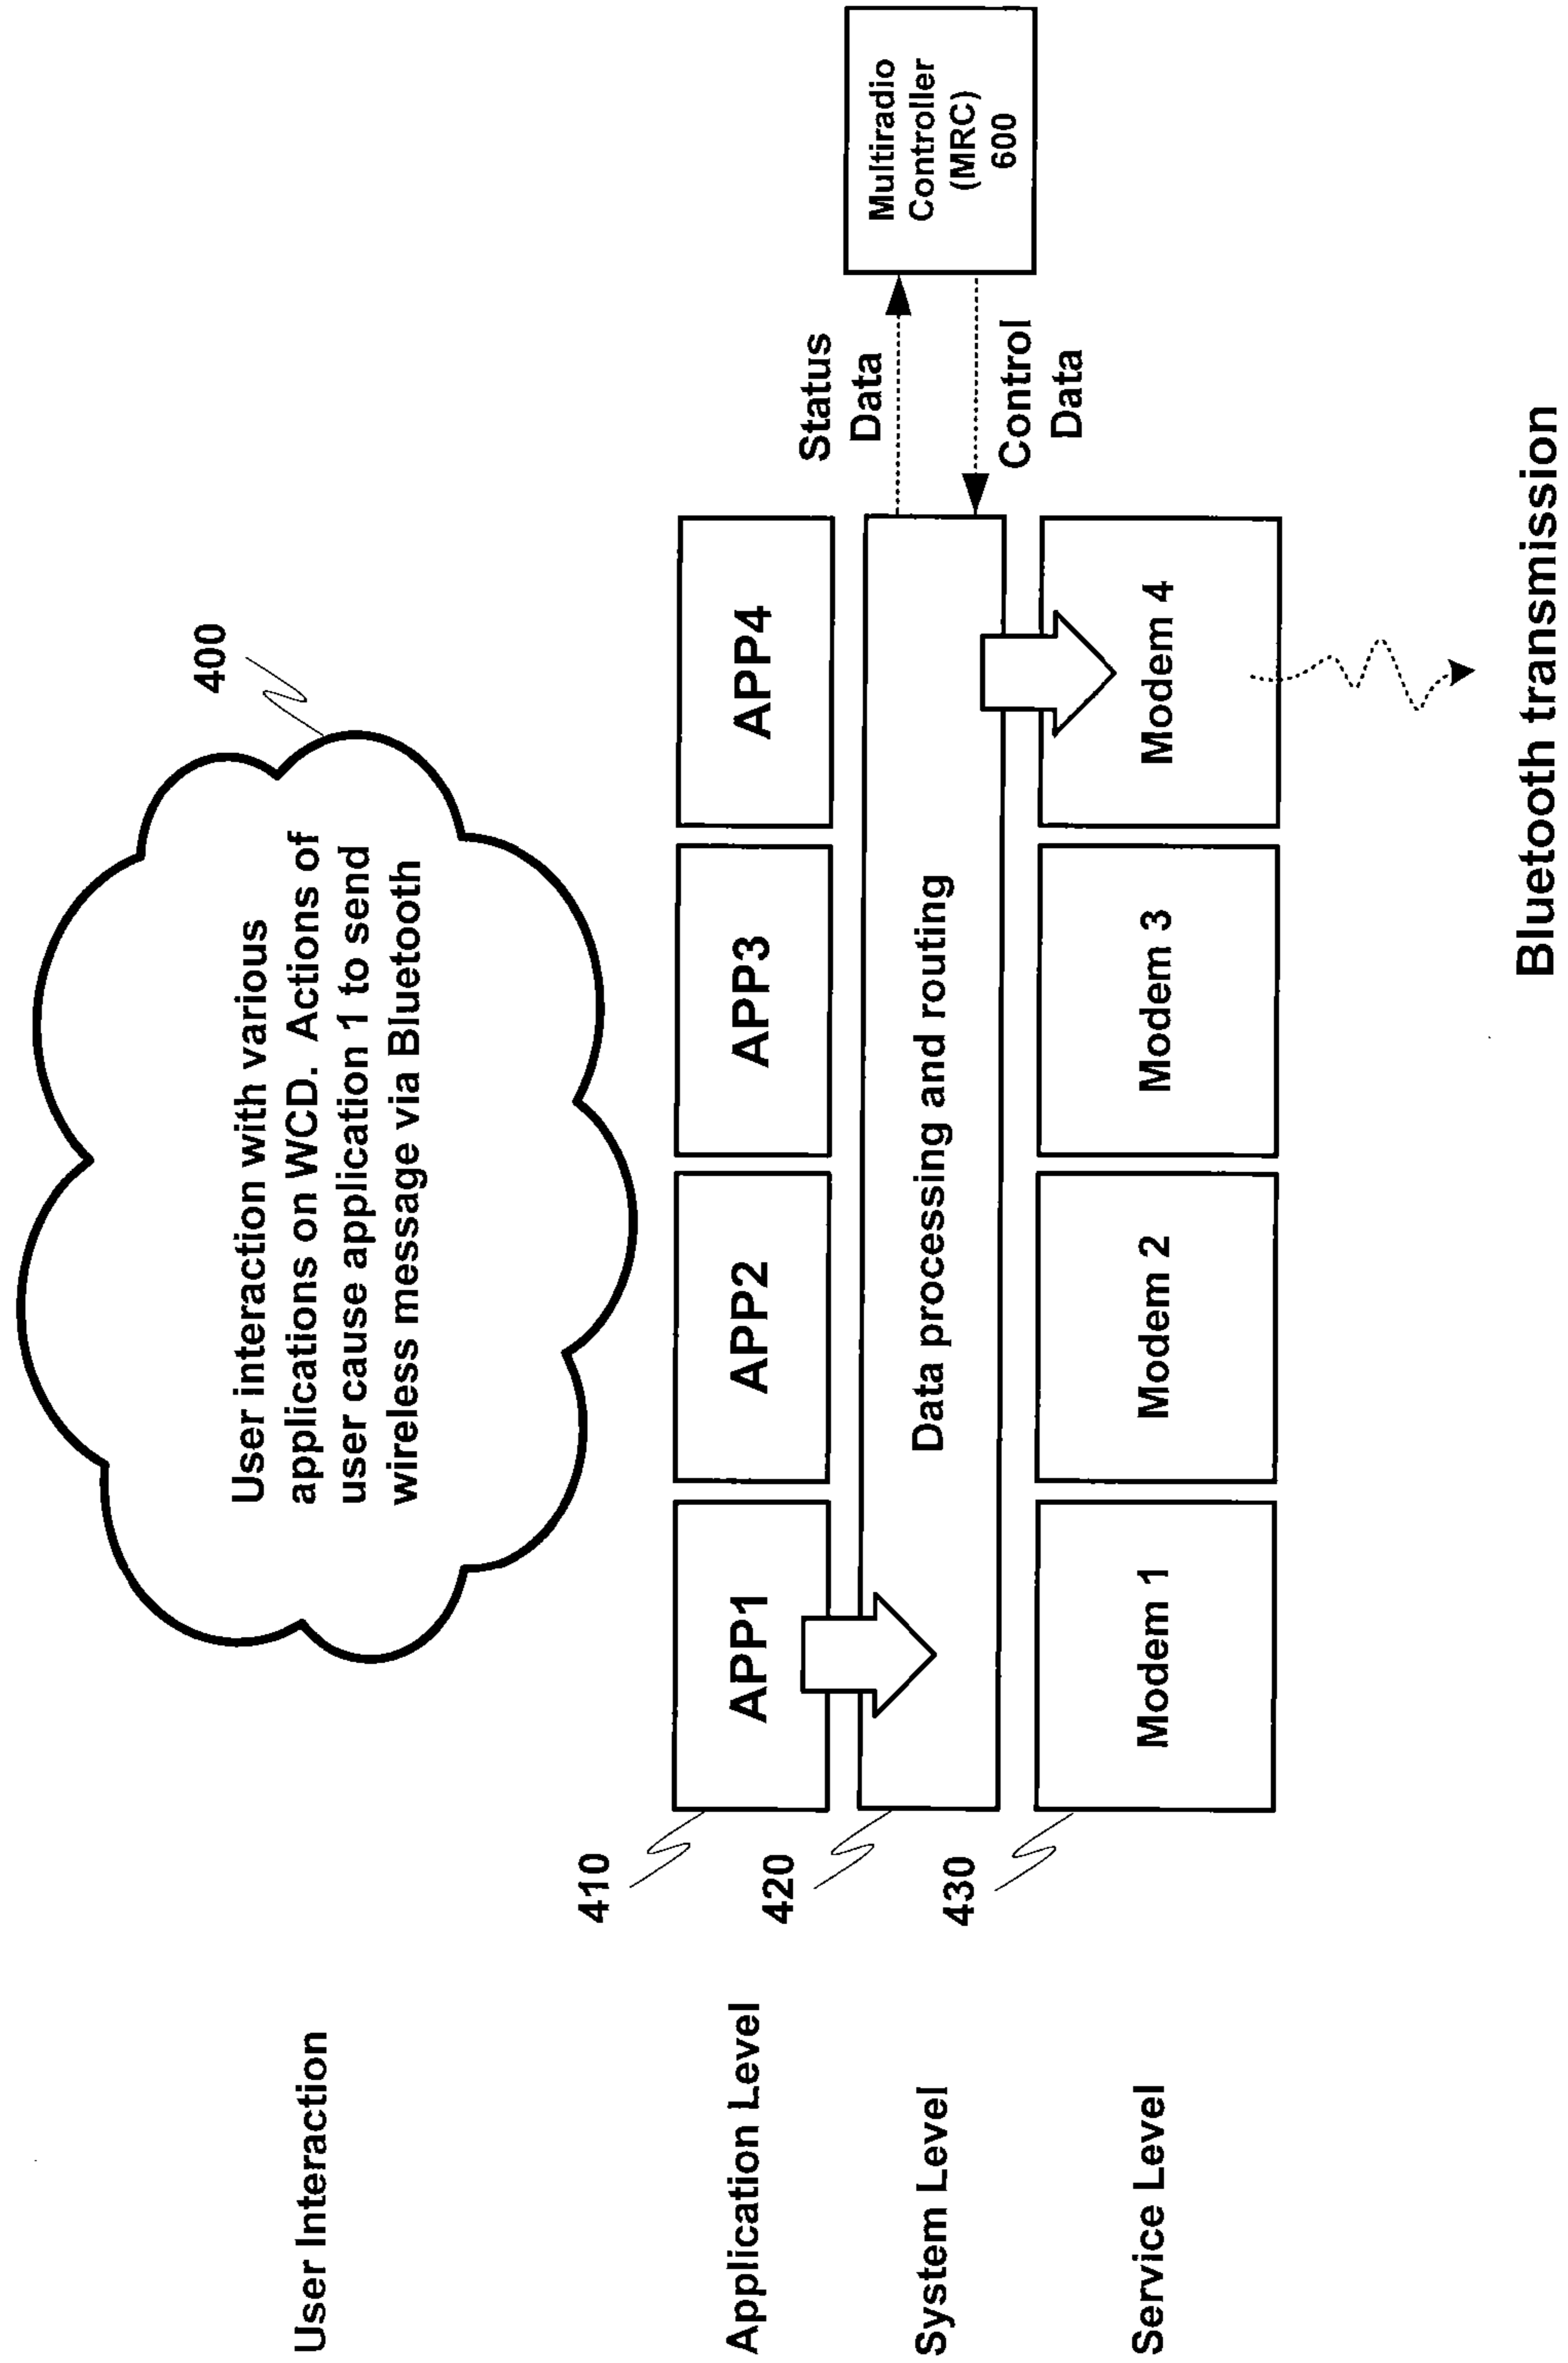 User Interaction
400
User interaction with various
applications on WCD.  Actions of
user cause application 1 to send
wireless message via Bluetooth
Application Level
410
APP1
APP2
APP3
APP4
System Level
420
Data processing and routing
Status
Data
Control
Data
Multiradio
Controller
(MRC)
600
Service Level
430
Modem 1
Modem 2
Modem 3
Modem 4
Bluetooth transmission